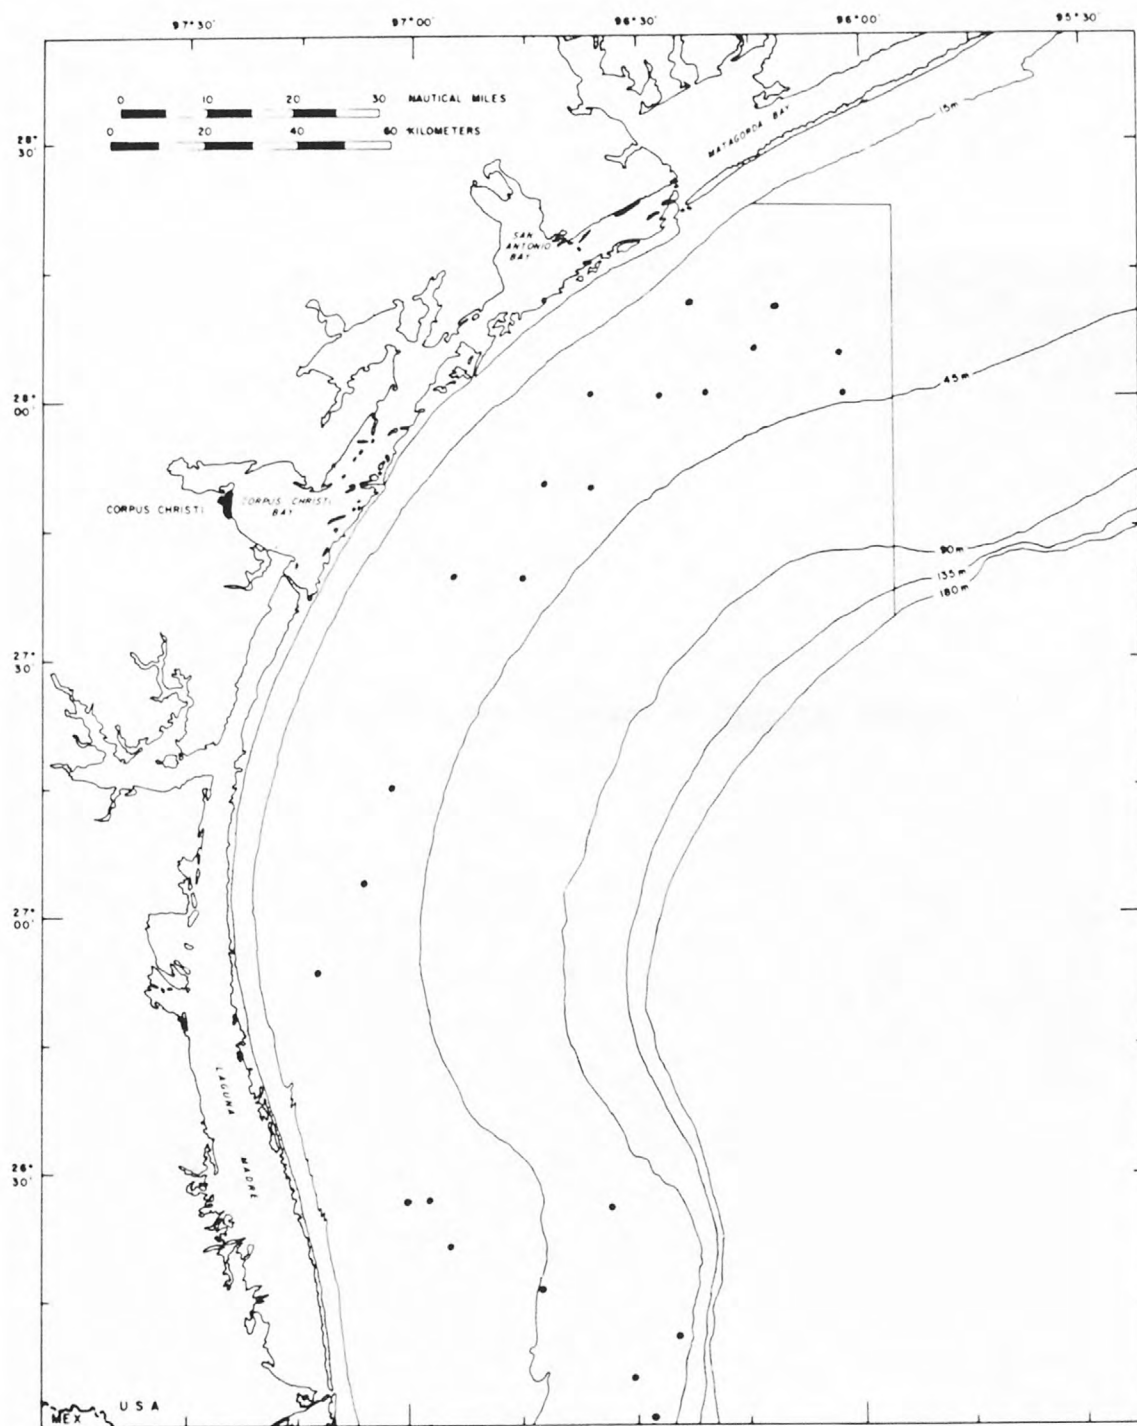 97°30' 97°00' 96°30' 96°00' 95°30'
0 10 20 30 NAUTICAL MILES
0 20 40 60 KILOMETERS
28°
30'
MATAGORDA BAY
15m
SAN
ANTONIO
BAY
45m
28°
00'
CORPUS CHRISTI
CORPUS CHRISTI
BAY
90m
135m
180m
27°
30'
27°
00'
LAGUNA
MADRE
26°
30'
USA
MEX